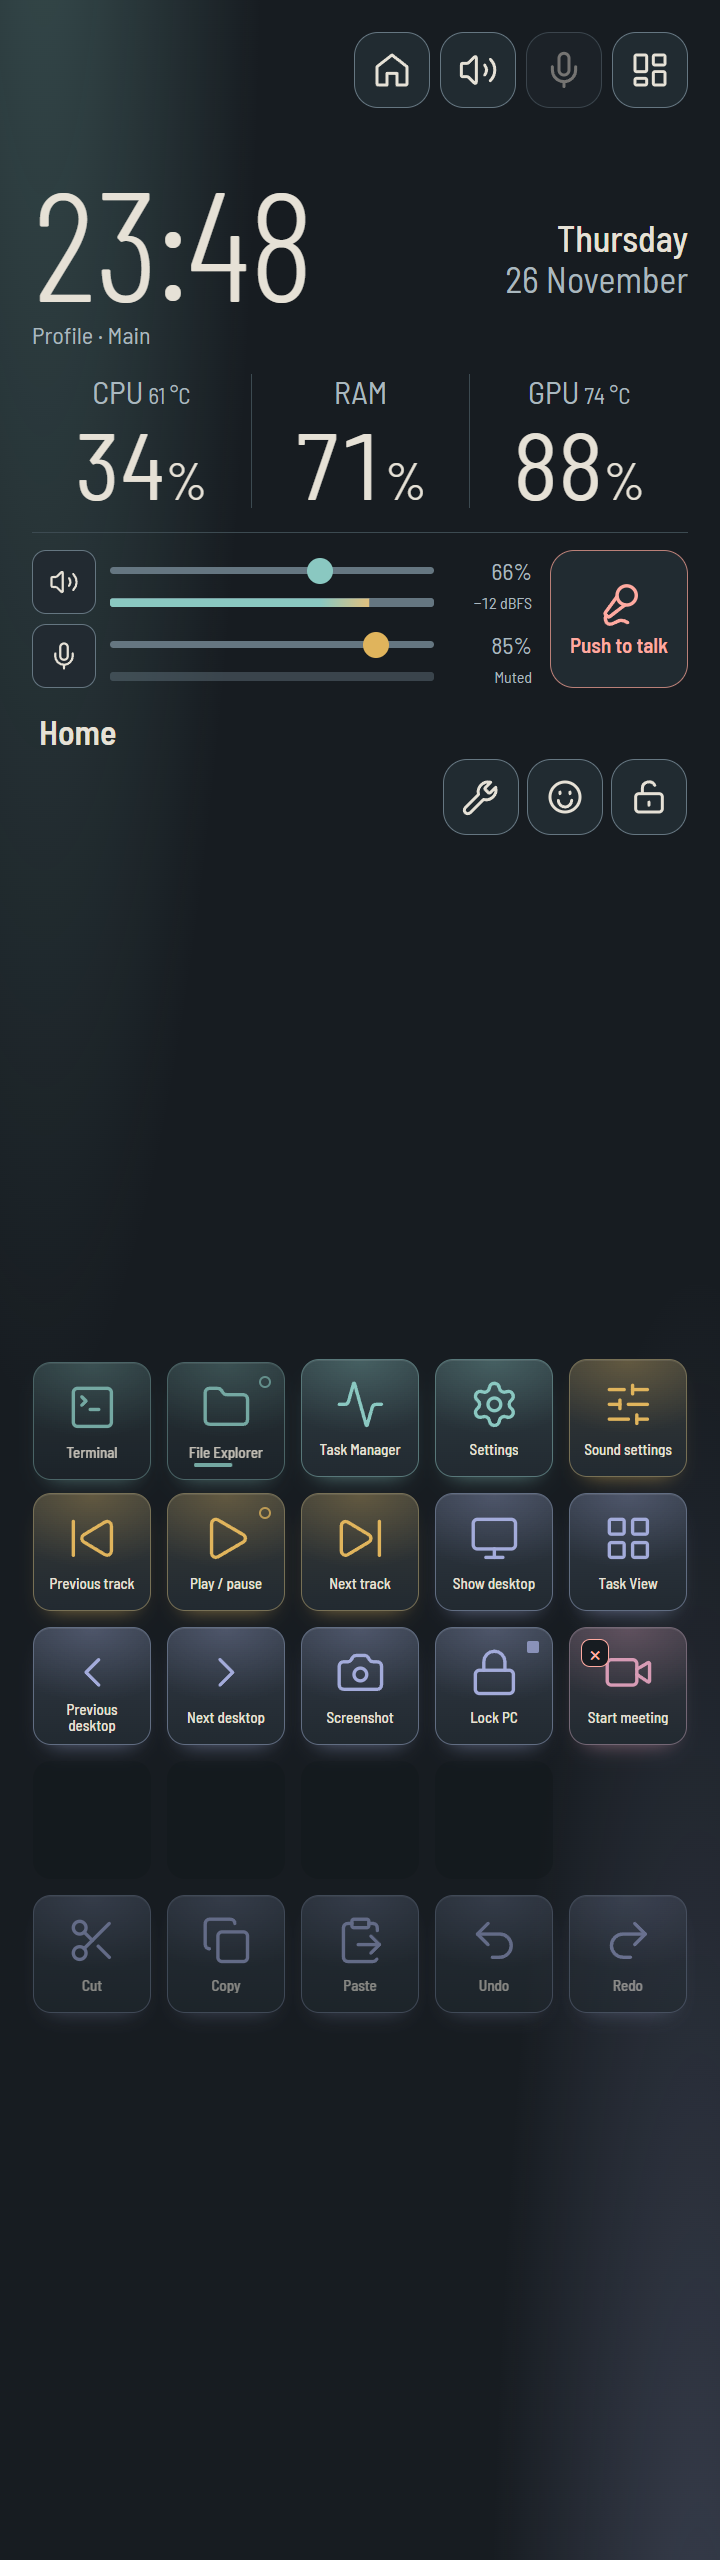 23:48
Thursday
26 November
Profile · Main
CPU 61 °C
RAM
GPU 74 °C
34%
71%
88%
66%
−12 dBFS
85%
Muted
Push to talk
Home
Terminal
File Explorer
Task Manager
Settings
Sound settings
Previous track
Play / pause
Next track
Show desktop
Task View
Previous
desktop
Next desktop
Screenshot
Lock PC
Start meeting
Cut
Copy
Paste
Undo
Redo